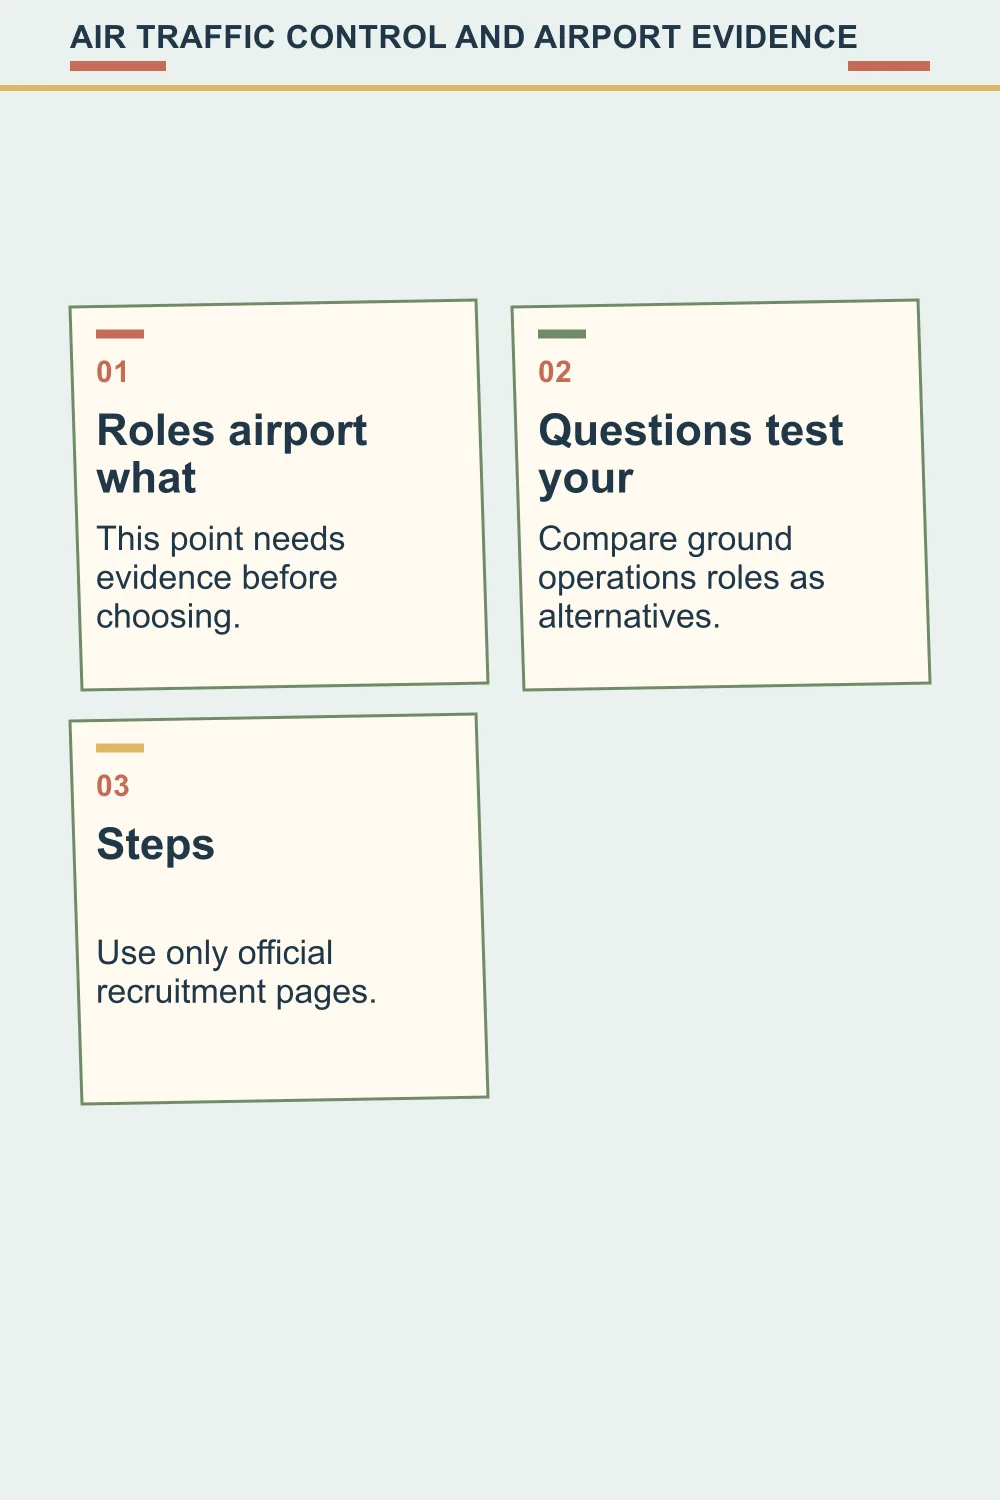 AIR TRAFFIC CONTROL AND AIRPORT EVIDENCE
01
Roles airport
what
This point needs
evidence before
choosing.
02
Questions test
your
Compare ground
operations roles as
alternatives.
03
Steps
Use only official
recruitment pages.